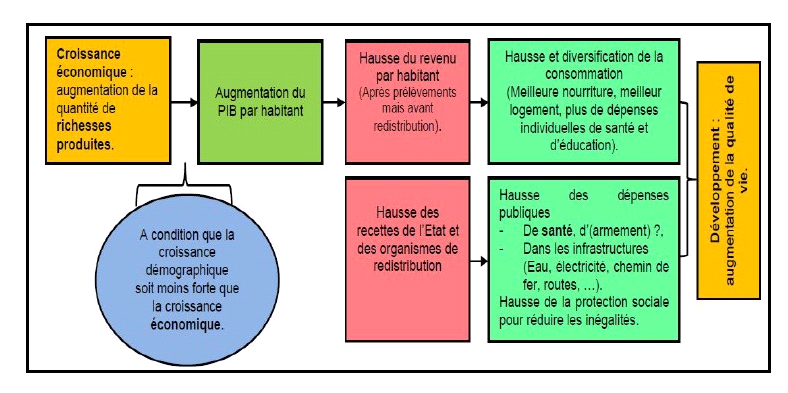 Croissance
économique :
augmentation de la
quantité de
richesses
produites.
Augmentation du
PIB par habitant
Hausse du revenu
par habitant
(Après prélèvements
mais avant
redistribution).
Hausse et diversification de la
consommation
(Meilleure nourriture, meilleur
logement, plus de dépenses
individuelles de santé et
d'éducation).
A condition que la
croissance
démographique
soit moins forte que
la croissance
économique.
Hausse des
recettes de l'Etat et
des organismes de
redistribution
Hausse des dépenses
publiques
- De santé, d'(armement) ?,
- Dans les infrastructures
(Eau, électricité, chemin de
fer, routes, …).
Hausse de la protection sociale
pour réduire les inégalités.
Développement :
augmentation de la qualité de
vie.